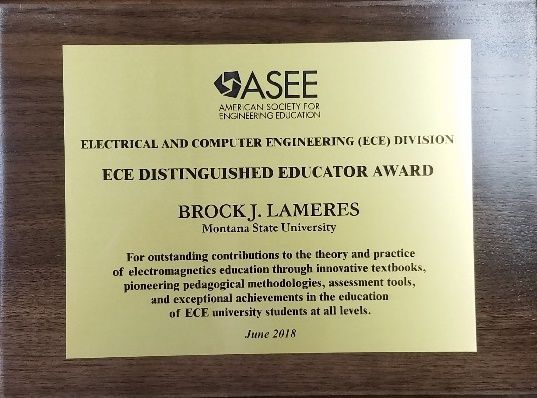 ASEE
AMERICAN SOCIETY FOR
ENGINEERING EDUCATION
ELECTRICAL AND COMPUTER ENGINEERING (ECE) DIVISION
ECE DISTINGUISHED EDUCATOR AWARD
BROCK J. LAMERES
Montana State University
For outstanding contributions to the theory and practice
of electromagnetics education through innovative textbooks,
pioneering pedagogical methodologies, assessment tools,
and exceptional achievements in the education
of ECE university students at all levels.
June 2018